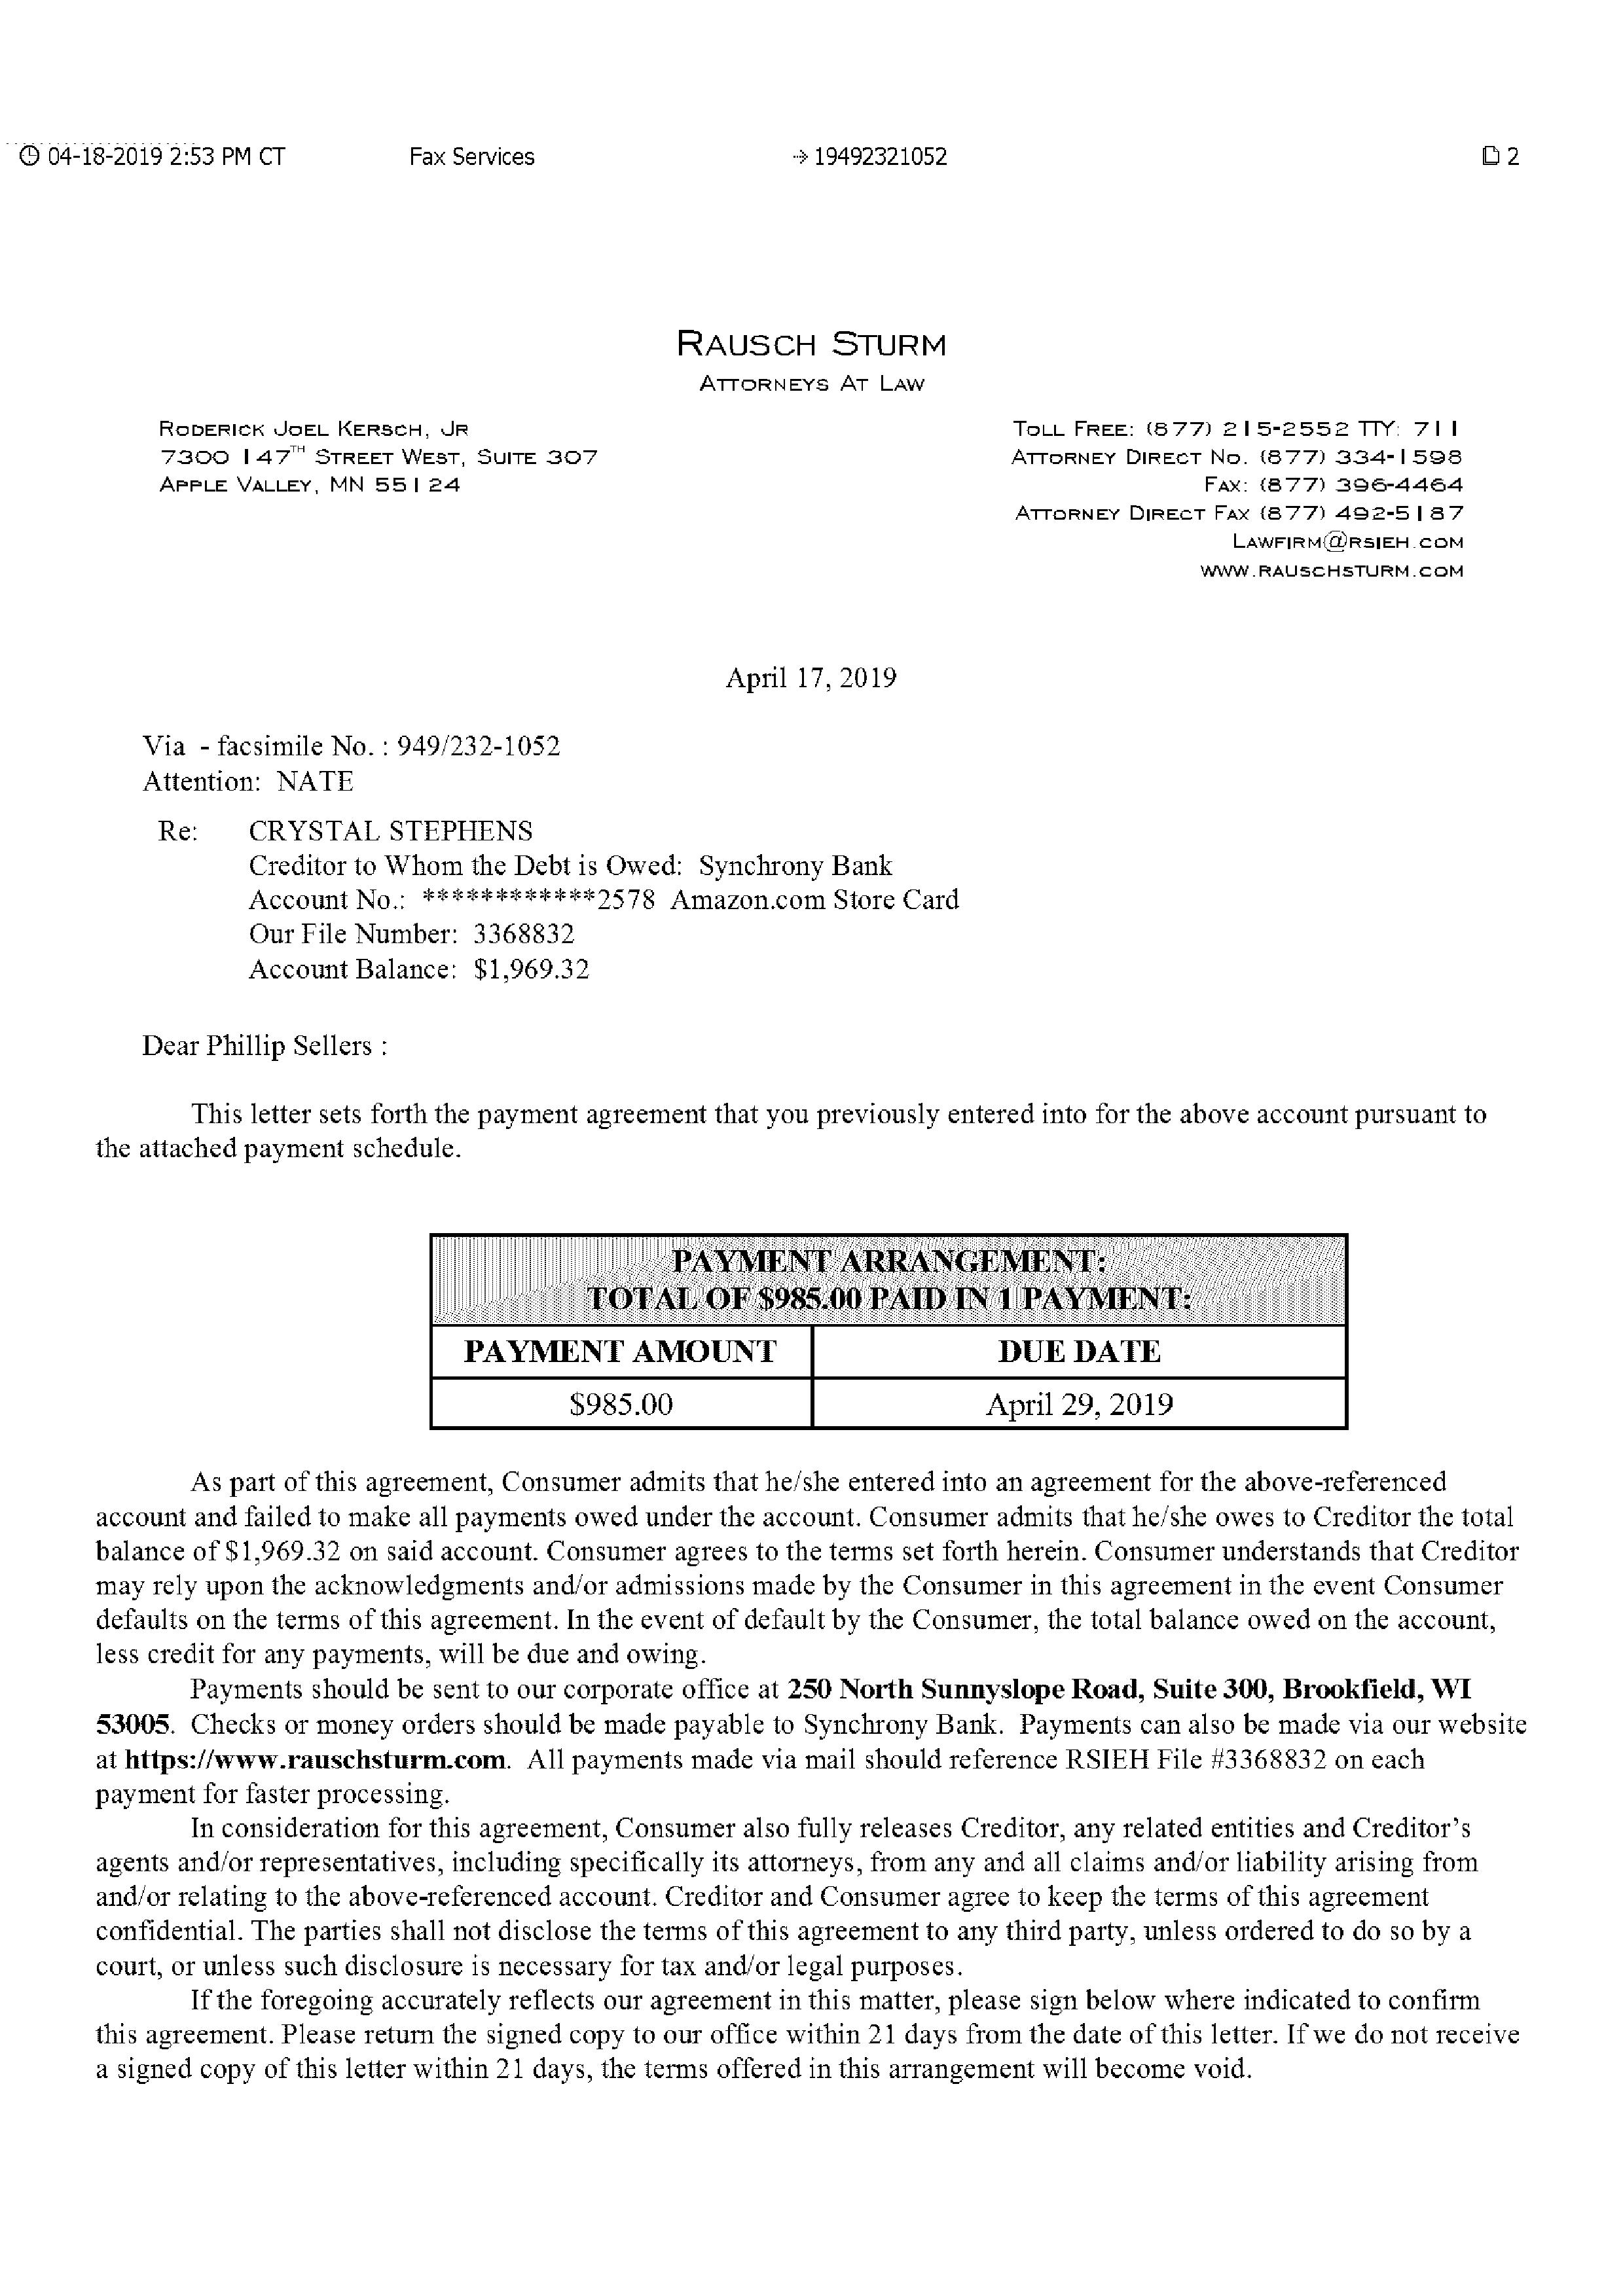 04-18-2019 2:53 PM CT Fax Services → 19492321052 2
RAUSCH STURM
ATTORNEYS AT LAW
RODERICK JOEL KERSCH, JR
7300 147TH STREET WEST, SUITE 307
APPLE VALLEY, MN 55124
TOLL FREE: (877) 215-2552 TTY: 711
ATTORNEY DIRECT NO. (877) 334-1598
FAX: (877) 396-4464
ATTORNEY DIRECT FAX (877) 492-5187
LAWFIRM@RSIEH.COM
WWW.RAUSCHSTURM.COM
April 17, 2019
Via - facsimile No. : 949/232-1052
Attention: NATE
Re: CRYSTAL STEPHENS
Creditor to Whom the Debt is Owed: Synchrony Bank
Account No.: ************2578 Amazon.com Store Card
Our File Number: 3368832
Account Balance: $1,969.32
Dear Phillip Sellers :
This letter sets forth the payment agreement that you previously entered into for the above account pursuant to
the attached payment schedule.
PAYMENT ARRANGEMENT:
TOTAL OF $985.00 PAID IN 1 PAYMENT:
PAYMENT AMOUNT DUE DATE
$985.00 April 29, 2019
As part of this agreement, Consumer admits that he/she entered into an agreement for the above-referenced
account and failed to make all payments owed under the account. Consumer admits that he/she owes to Creditor the total
balance of $1,969.32 on said account. Consumer agrees to the terms set forth herein. Consumer understands that Creditor
may rely upon the acknowledgments and/or admissions made by the Consumer in this agreement in the event Consumer
defaults on the terms of this agreement. In the event of default by the Consumer, the total balance owed on the account,
less credit for any payments, will be due and owing.
Payments should be sent to our corporate office at 250 North Sunnyslope Road, Suite 300, Brookfield, WI
53005. Checks or money orders should be made payable to Synchrony Bank. Payments can also be made via our website
at https://www.rauschsturm.com. All payments made via mail should reference RSIEH File #3368832 on each
payment for faster processing.
In consideration for this agreement, Consumer also fully releases Creditor, any related entities and Creditor's
agents and/or representatives, including specifically its attorneys, from any and all claims and/or liability arising from
and/or relating to the above-referenced account. Creditor and Consumer agree to keep the terms of this agreement
confidential. The parties shall not disclose the terms of this agreement to any third party, unless ordered to do so by a
court, or unless such disclosure is necessary for tax and/or legal purposes.
If the foregoing accurately reflects our agreement in this matter, please sign below where indicated to confirm
this agreement. Please return the signed copy to our office within 21 days from the date of this letter. If we do not receive
a signed copy of this letter within 21 days, the terms offered in this arrangement will become void.